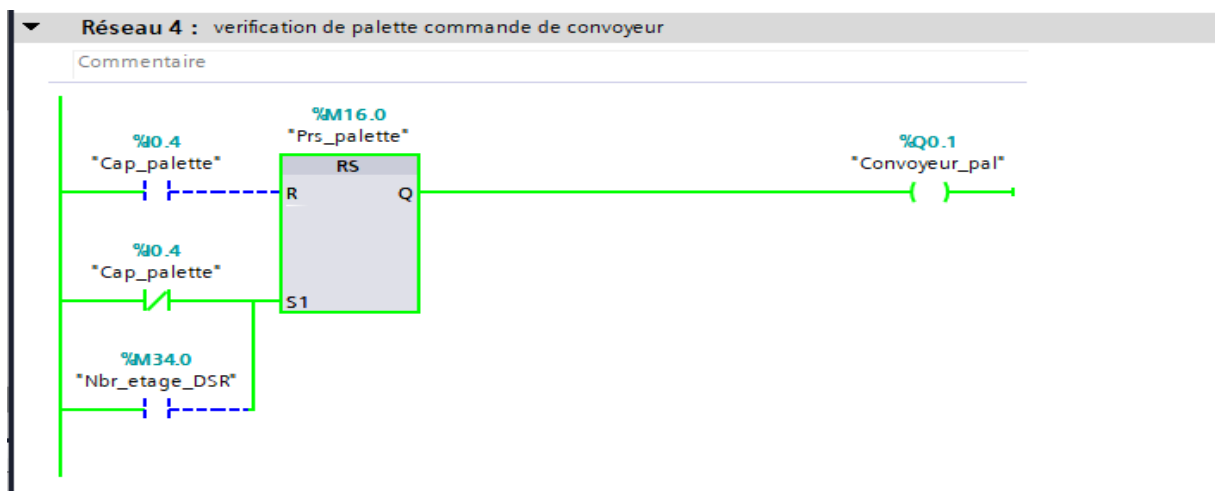 Réseau 4 : verification de palette commande de convoyeur
Commentaire
%M16.0
"Prs_palette"
%I0.4
"Cap_palette"
%Q0.1
"Convoyeur_pal"
RS
R Q
%I0.4
"Cap_palette"
S1
%M34.0
"Nbr_etage_DSR"